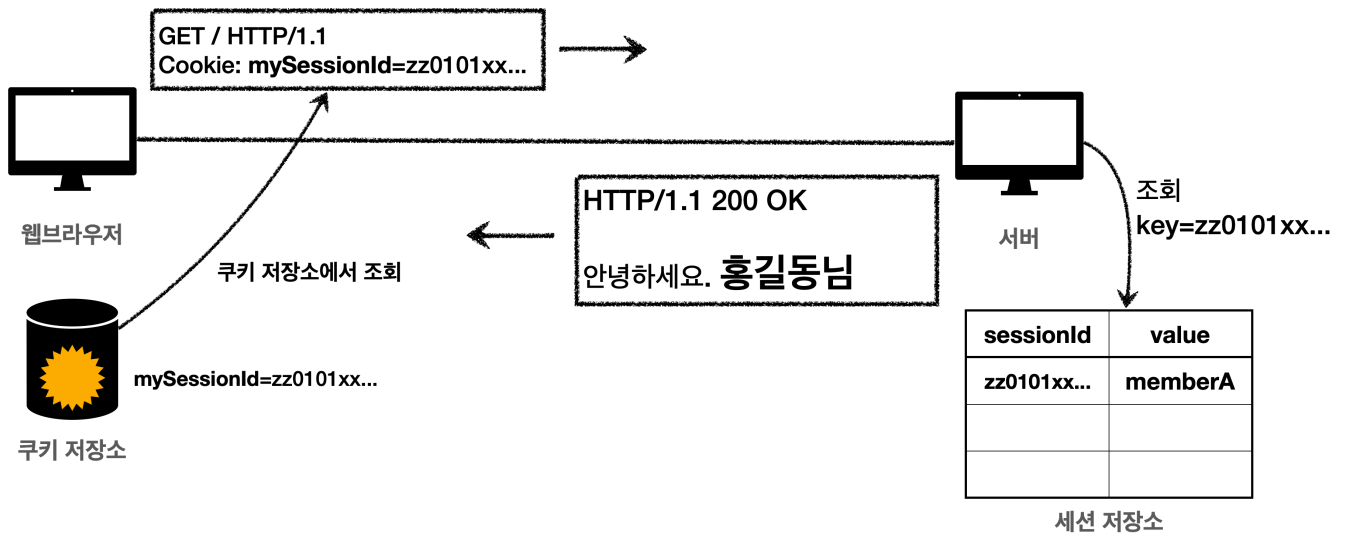 GET / HTTP/1.1
Cookie: mySessionId=zz0101xx...
웹브라우저
쿠키 저장소에서 조회
mySessionId=zz0101xx...
쿠키 저장소
HTTP/1.1 200 OK
안녕하세요. 홍길동님
서버
조회
key=zz0101xx...
sessionId value
zz0101xx... memberA
세션 저장소